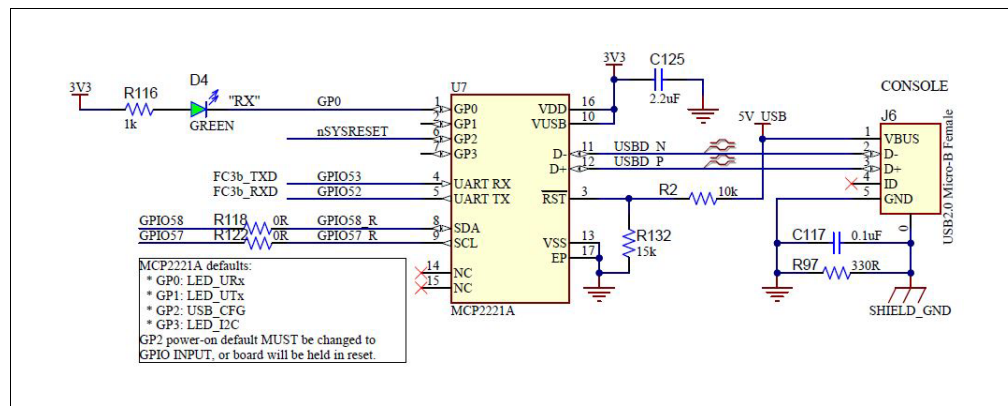 3V3
R116
1k
D4
GREEN
"RX"
GP0
nSYSRESET
FC3b_TXD
GPIO53
FC3b_RXD
GPIO52
GPIO58
R118
0R
GPIO58_R
GPIO57
R122
0R
GPIO57_R
U7
1
GP0
2
GP1
6
GP2
7
GP3
4
UART RX
5
UART TX
8
SDA
9
SCL
14
NC
15
NC
VDD
16
VUSB
10
D-
11
D+
12
RST
3
VSS
13
EP
17
MCP2221A
3V3
C125
2.2uF
USBD_N
USBD_P
5V_USB
R2
10k
R132
15k
CONSOLE
J6
1
VBUS
2
D-
3
D+
4
ID
5
GND
0
USB2.0 Micro-B Female
C117
0.1uF
R97
330R
SHIELD_GND
MCP2221A defaults:
* GP0: LED_URx
* GP1: LED_UTx
* GP2: USB_CFG
* GP3: LED_I2C
GP2 power-on default MUST be changed to
GPIO INPUT, or board will be held in reset.